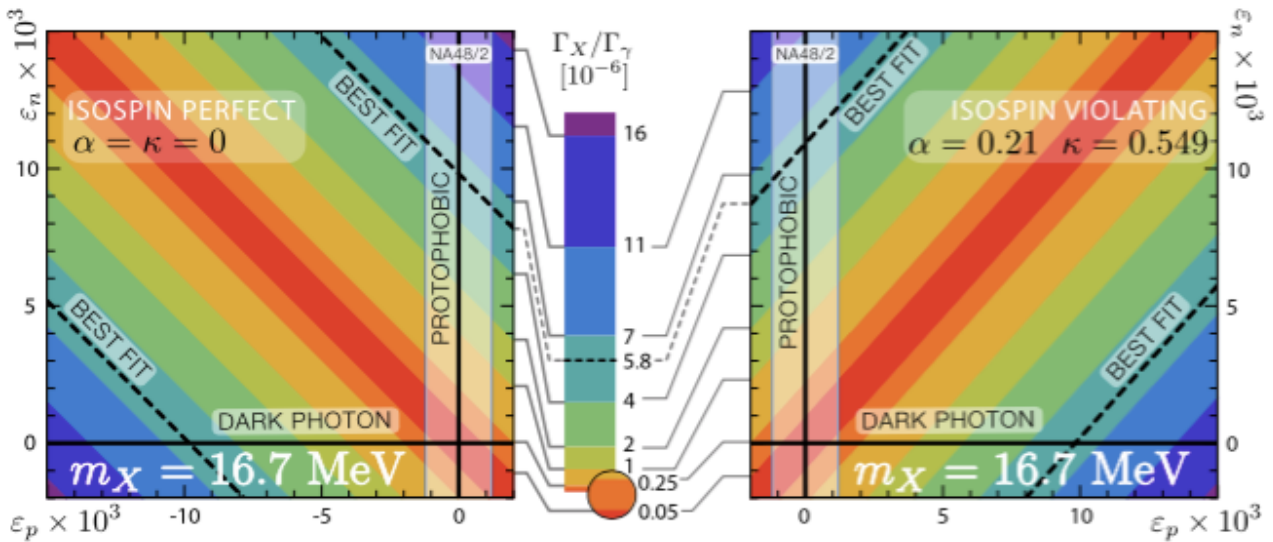 ε_n × 10³
10
5
0
ISOSPIN PERFECT
α = κ = 0
BEST FIT
BEST FIT
NA48/2
PROTOPHOBIC
DARK PHOTON
m_X = 16.7 MeV
ε_p × 10³
-10
-5
0
Γ_X/Γ_γ
[10⁻⁶]
16
11
7
5.8
4
2
1
0.25
0.05
NA48/2
BEST FIT
ISOSPIN VIOLATING
α = 0.21 κ = 0.549
PROTOPHOBIC
BEST FIT
DARK PHOTON
m_X = 16.7 MeV
0
5
10
ε_p × 10³
ε_n × 10³
10
5
0